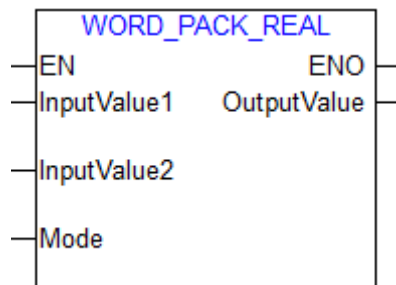 WORD_PACK_REAL
EN ENO
InputValue1 OutputValue
InputValue2
Mode